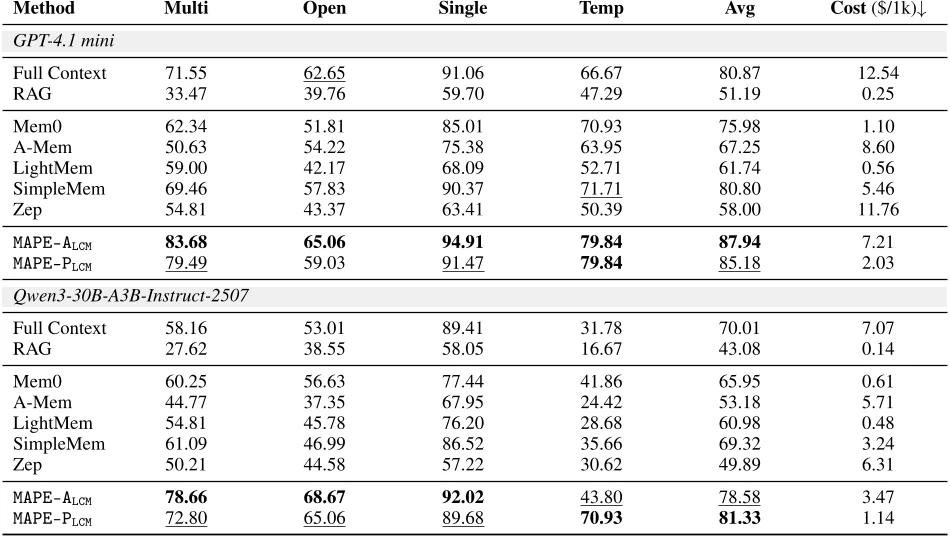 Method Multi Open Single Temp Avg Cost ($/1k)↓
GPT-4.1 mini
Full Context 71.55 62.65 91.06 66.67 80.87 12.54
RAG 33.47 39.76 59.70 47.29 51.19 0.25
Mem0 62.34 51.81 85.01 70.93 75.98 1.10
A-Mem 50.63 54.22 75.38 63.95 67.25 8.60
LightMem 59.00 42.17 68.09 52.71 61.74 0.56
SimpleMem 69.46 57.83 90.37 71.71 80.80 5.46
Zep 54.81 43.37 63.41 50.39 58.00 11.76
MAPE-A_LCM 83.68 65.06 94.91 79.84 87.94 7.21
MAPE-P_LCM 79.49 59.03 91.47 79.84 85.18 2.03
Qwen3-30B-A3B-Instruct-2507
Full Context 58.16 53.01 89.41 31.78 70.01 7.07
RAG 27.62 38.55 58.05 16.67 43.08 0.14
Mem0 60.25 56.63 77.44 41.86 65.95 0.61
A-Mem 44.77 37.35 67.95 24.42 53.18 5.71
LightMem 54.81 45.78 76.20 28.68 60.98 0.48
SimpleMem 61.09 46.99 86.52 35.66 69.32 3.24
Zep 50.21 44.58 57.22 30.62 49.89 6.31
MAPE-A_LCM 78.66 68.67 92.02 43.80 78.58 3.47
MAPE-P_LCM 72.80 65.06 89.68 70.93 81.33 1.14